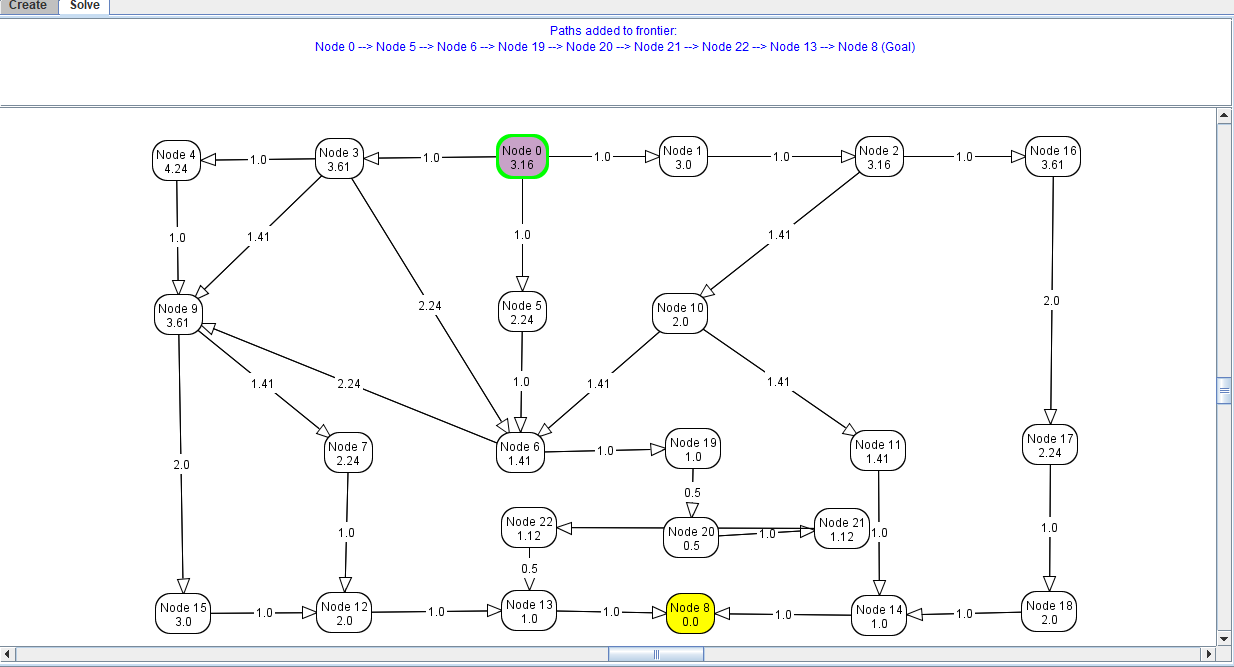 Create Solve
Paths added to frontier:
Node 0 --> Node 5 --> Node 6 --> Node 19 --> Node 20 --> Node 21 --> Node 22 --> Node 13 --> Node 8 (Goal)
Node 4
4.24
1.0
Node 3
3.61
1.0
Node 0
3.16
1.0
Node 1
3.0
1.0
Node 2
3.16
1.0
Node 16
3.61
1.0
1.41
2.24
1.0
1.41
2.0
Node 9
3.61
Node 5
2.24
Node 10
2.0
1.41
2.24
1.0
1.41
1.41
Node 7
2.24
Node 6
1.41
1.0
Node 19
1.0
Node 11
1.41
Node 17
2.24
2.0
1.0
0.5
Node 22
1.12
Node 20
0.5
1.0
Node 21
1.12
1.0
1.0
0.5
Node 15
3.0
1.0
Node 12
2.0
1.0
Node 13
1.0
1.0
Node 8
0.0
1.0
Node 14
1.0
1.0
Node 18
2.0